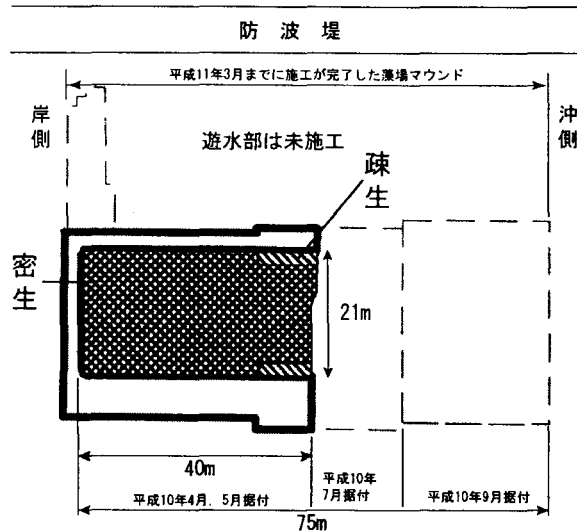 防波堤
平成11年3月までに施工が完了した藻場マウンド
岸側
沖側
遊水部は未施工
疎生
密生
21m
40m
平成10年4月、5月据付
平成10年
7月据付
平成10年9月据付
75m